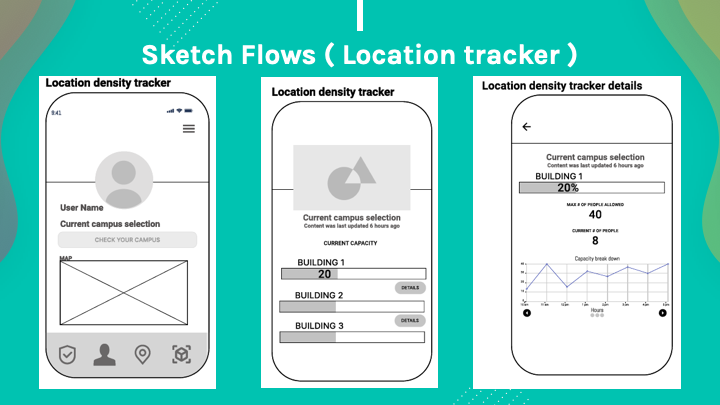 Sketch Flows ( Location tracker )
Location density tracker
9:41
User Name
Current campus selection
CHECK YOUR CAMPUS
MAP
Location density tracker
Current campus selection
Content was last updated 6 hours ago
CURRENT CAPACITY
BUILDING 1
20
DETAILS
BUILDING 2
DETAILS
BUILDING 3
Location density tracker details
Current campus selection
Content was last updated 6 hours ago
BUILDING 1
20%
MAX # OF PEOPLE ALLOWED
40
CURRENT # OF PEOPLE
8
Capacity break down
Hours